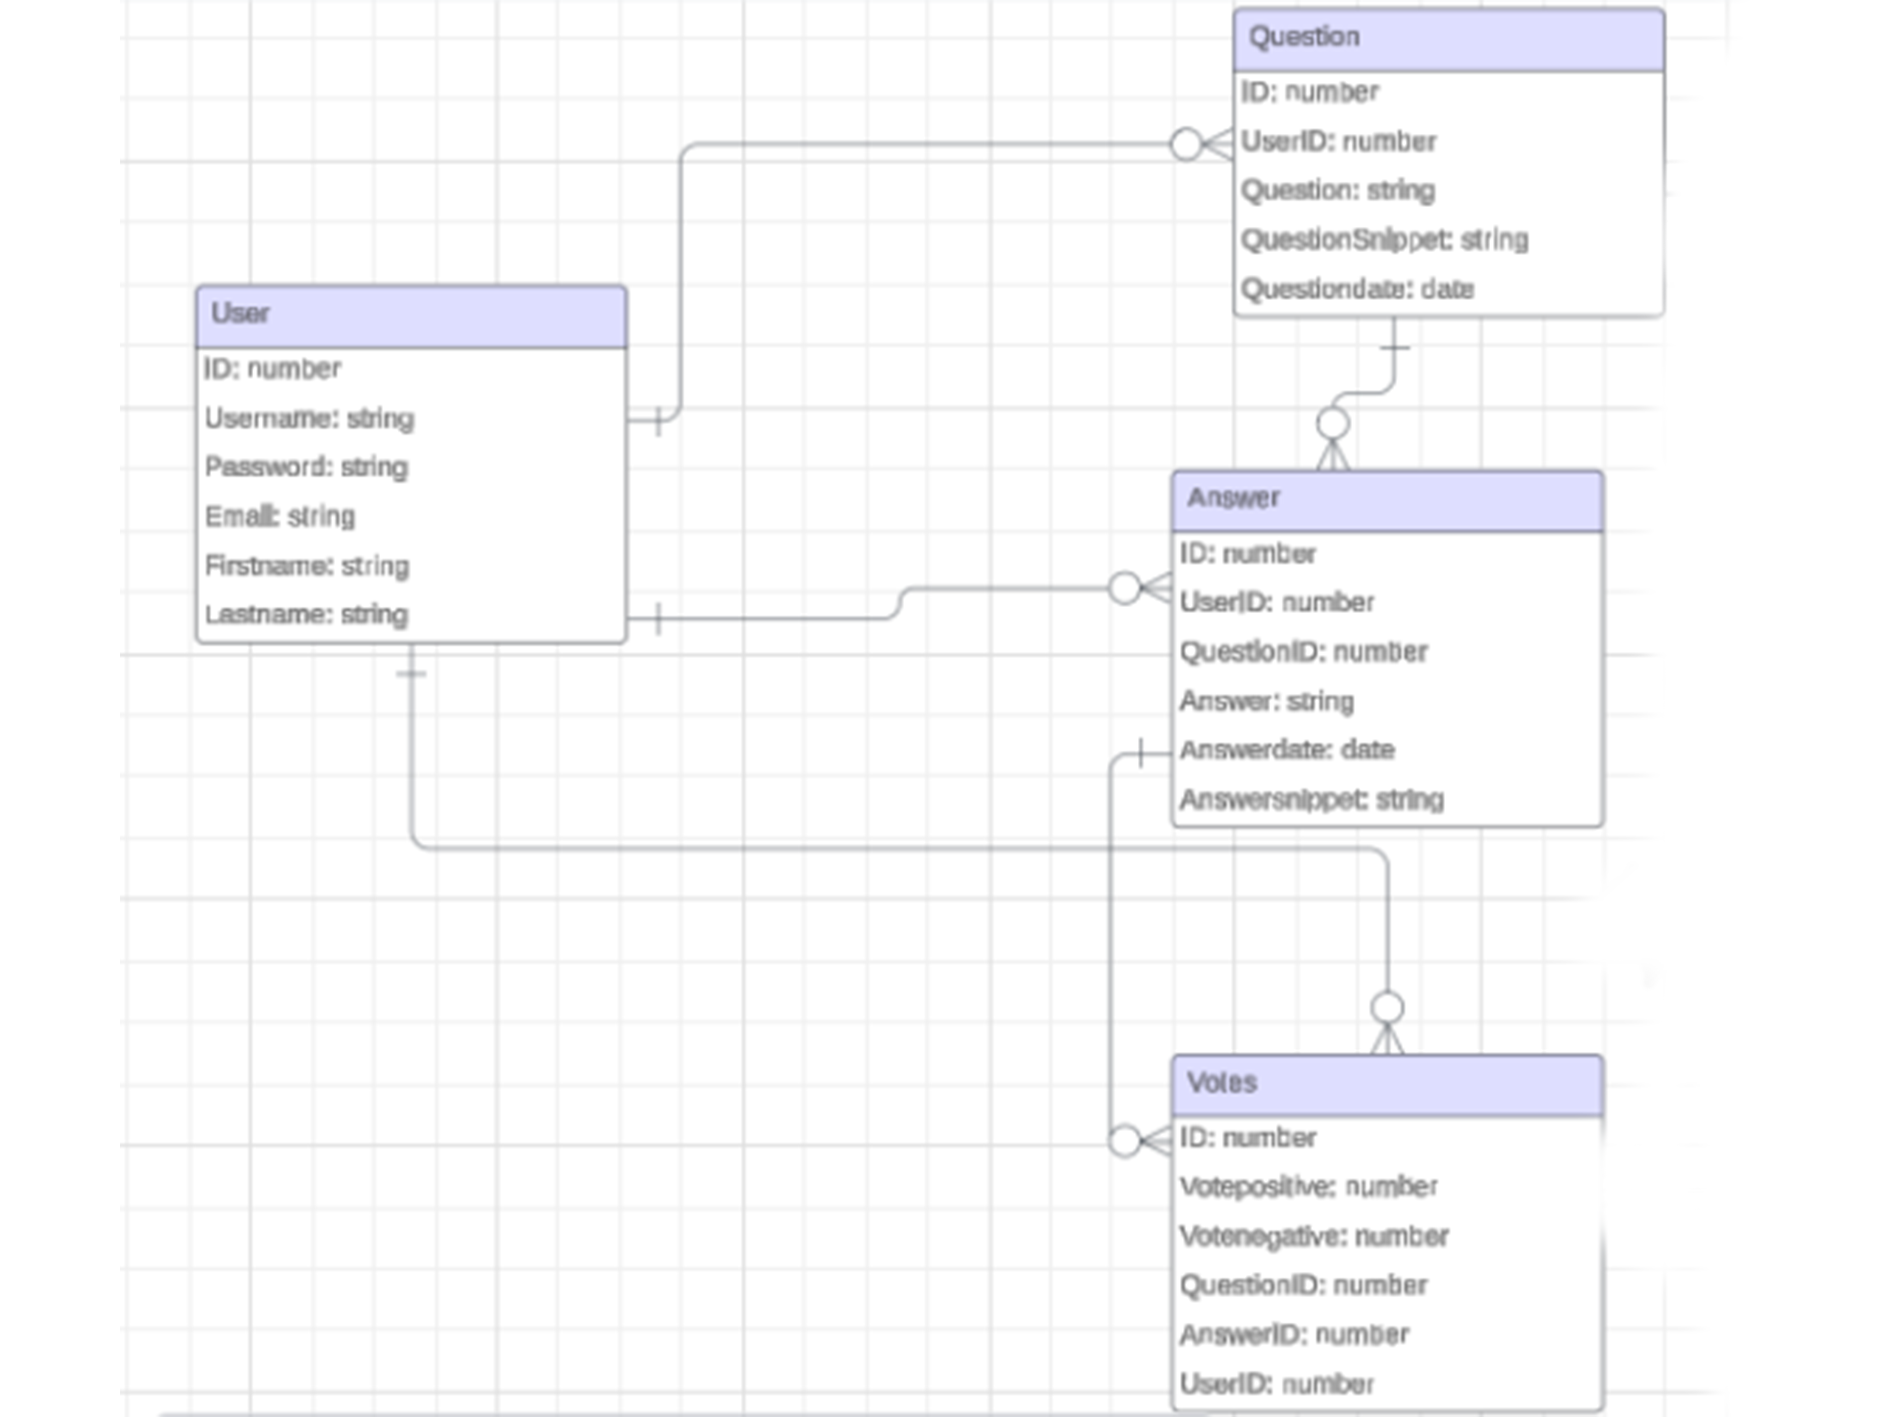 Question
ID: number
UserID: number
Question: string
QuestionSnippet: string
Questiondate: date
User
ID: number
Username: string
Password: string
Email: string
Firstname: string
Lastname: string
Answer
ID: number
UserID: number
QuestionID: number
Answer: string
Answerdate: date
Answersnippet: string
Votes
ID: number
Votepositive: number
Votenegative: number
QuestionID: number
AnswerID: number
UserID: number